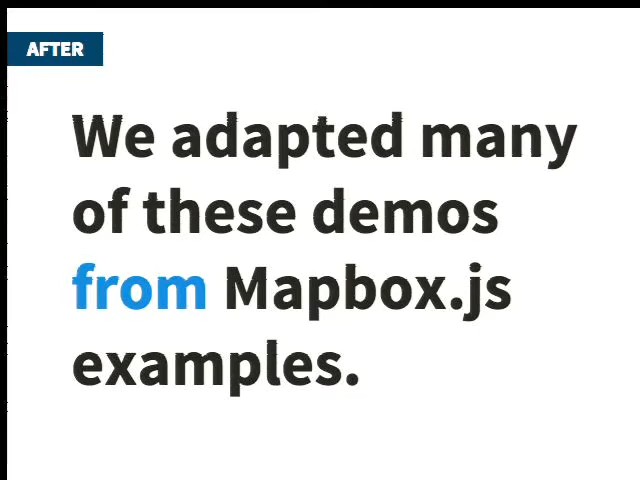 AFTER
We adapted many
of these demos
from Mapbox.js
examples.